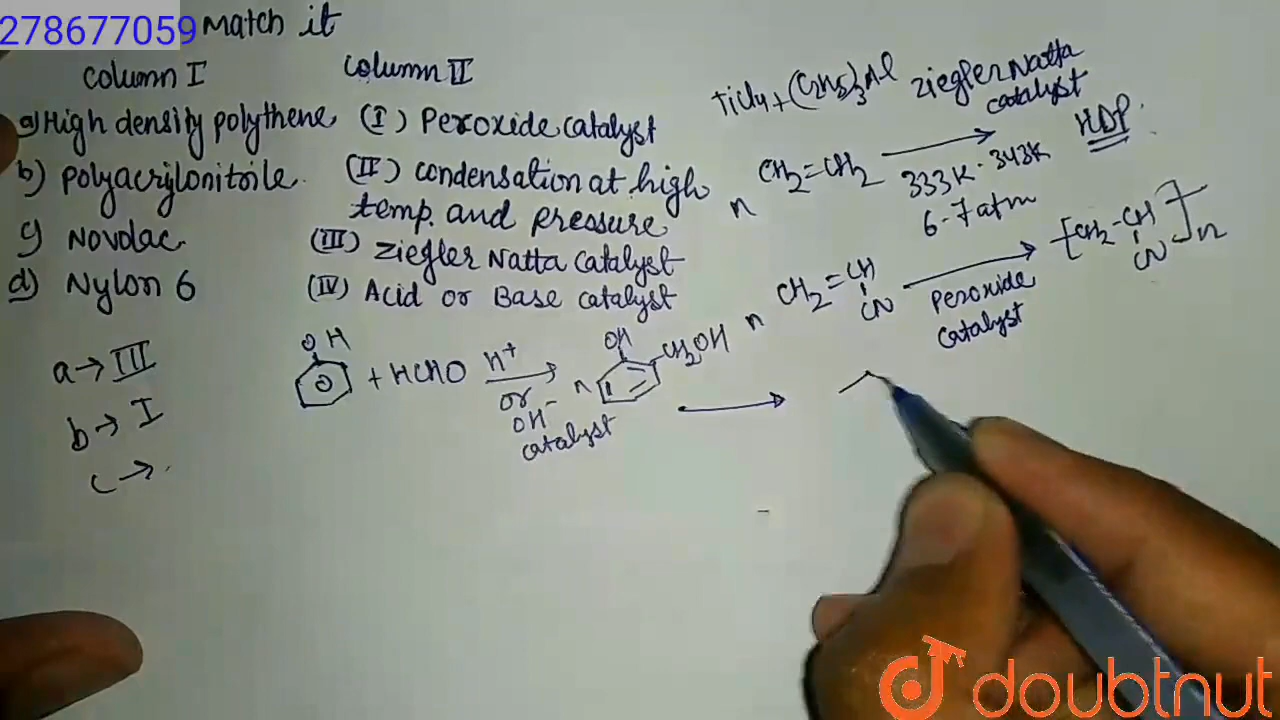 278677059 Match it
Column I Column II
a) High density polythene (I) Peroxide catalyst
b) Polyacrylonitrile. (II) Condensation at high
temp. and pressure
c) Novolac (III) Ziegler Natta catalyst
d) Nylon 6 (IV) Acid or Base catalyst
TiCl4 + (C2H5)3Al Ziegler Natta
catalyst
n CH2=CH2 HDP.
333K-343K
6-7 atm
n CH2=CH [CH2-CH]n
CN CN
Peroxide
catalyst
a → III
b → I
c →
OH OH
+ HCHO H+ n CH2OH
or
OH-
catalyst
doubtnut